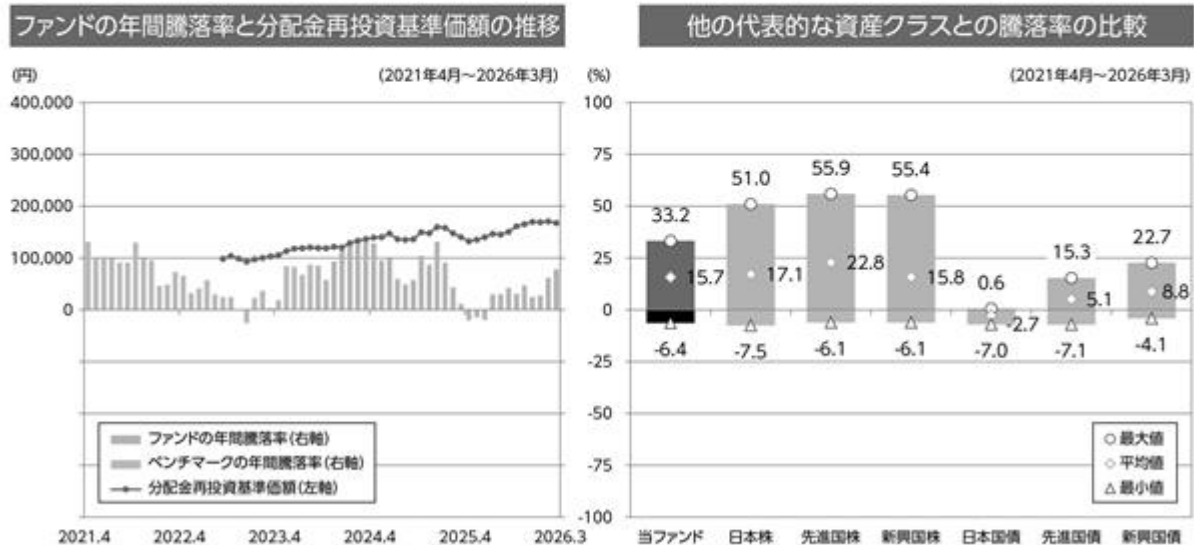 ファンドの年間騰落率と分配金再投資基準価額の推移
(円)
(2021年4月～2026年3月)
400,000
300,000
200,000
100,000
0
ファンドの年間騰落率(右軸)
ベンチマークの年間騰落率(右軸)
分配金再投資基準価額(左軸)
2021.4 2022.4 2023.4 2024.4 2025.4 2026.3
他の代表的な資産クラスとの騰落率の比較
(%)
(2021年4月～2026年3月)
100
75
50
25
0
-25
-50
-75
-100
33.2 51.0 55.9 55.4 0.6 15.3 22.7
15.7 17.1 22.8 15.8 -2.7 5.1 8.8
-6.4 -7.5 -6.1 -6.1 -7.0 -7.1 -4.1
最大値
平均値
最小値
当ファンド 日本株 先進国株 新興国株 日本国債 先進国債 新興国債